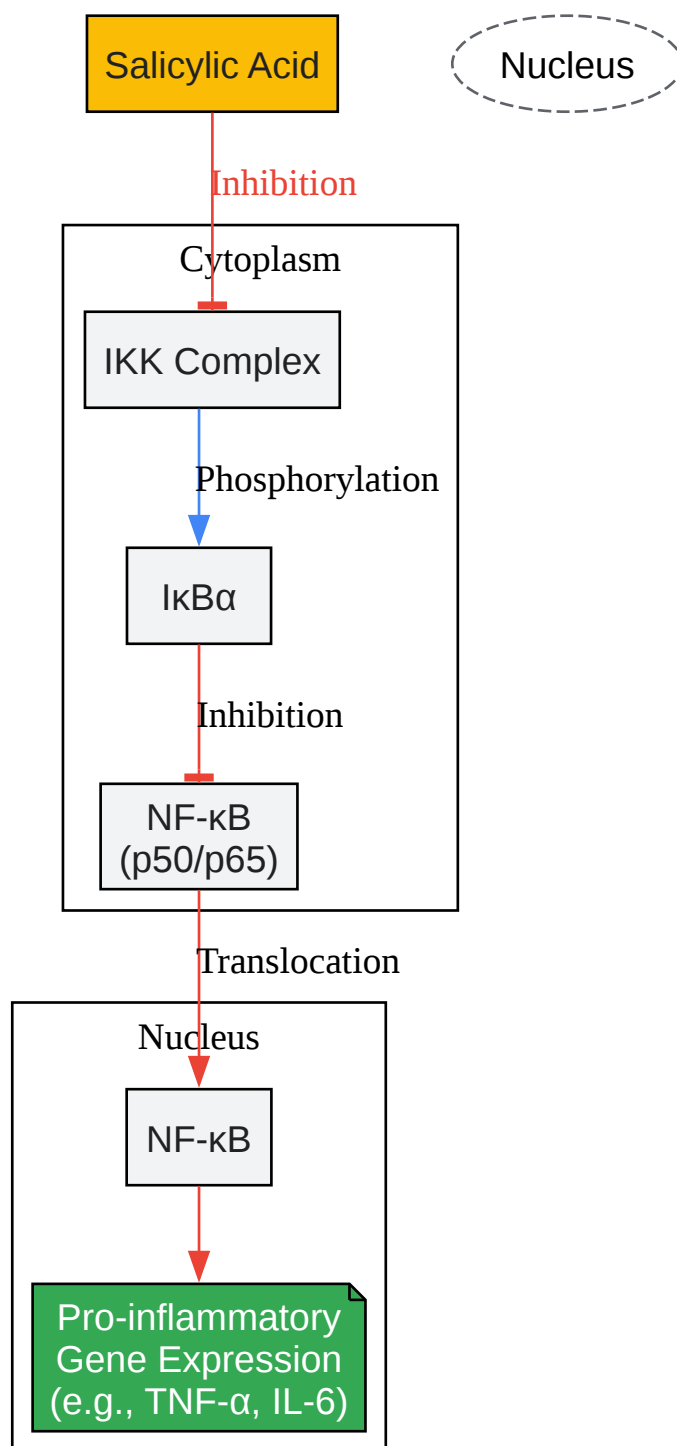 Salicylic Acid
Nucleus
Inhibition
Cytoplasm
IKK Complex
Phosphorylation
IκBα
Inhibition
NF-κB
(p50/p65)
Translocation
Nucleus
NF-κB
Pro-inflammatory
Gene Expression
(e.g., TNF-α, IL-6)